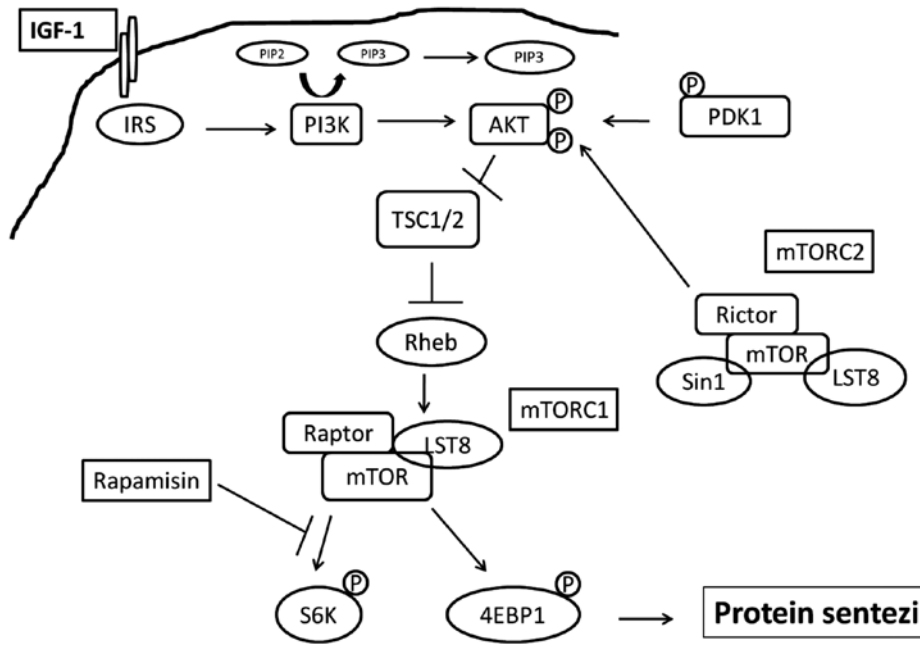 IGF-1
PIP2
PIP3
PIP3
IRS
PI3K
AKT
P
P
P
PDK1
TSC1/2
mTORC2
Rictor
mTOR
Sin1
LST8
Rheb
mTORC1
Raptor
LST8
mTOR
Rapamisin
P
S6K
P
4EBP1
Protein sentezi